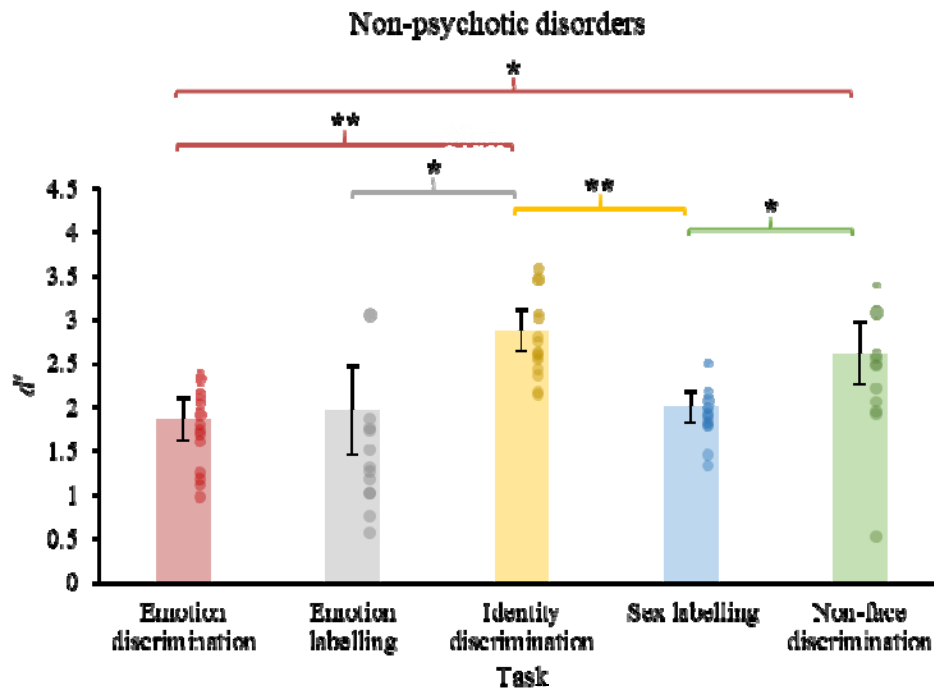 Non-psychotic disorders
*
**
*
**
*
4.5
4
3.5
3
2.5
2
1.5
1
0.5
0
d'
Emotion discrimination
Emotion labelling
Identity discrimination
Sex labelling
Non-face discrimination
Task